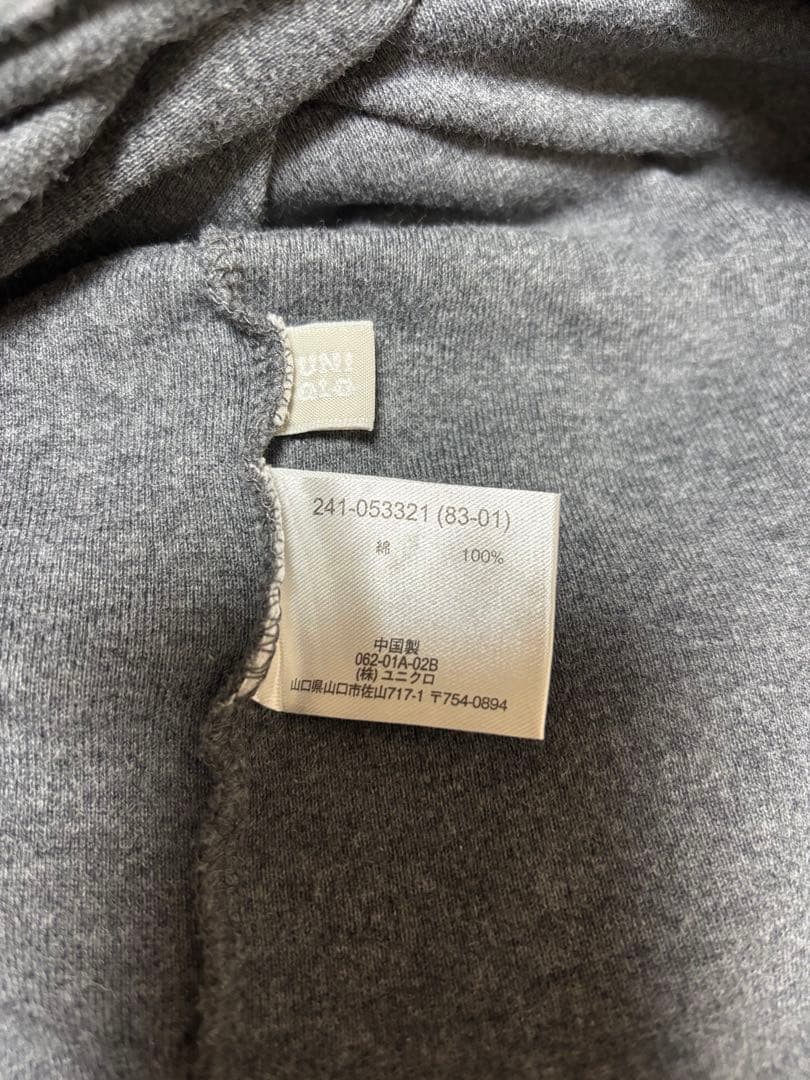 UNI
QLO
241-053321 (83-01)
綿 100%
中国製
062-01A-02B
(株) ユニクロ
山口県山口市佐山717-1 〒754-0894